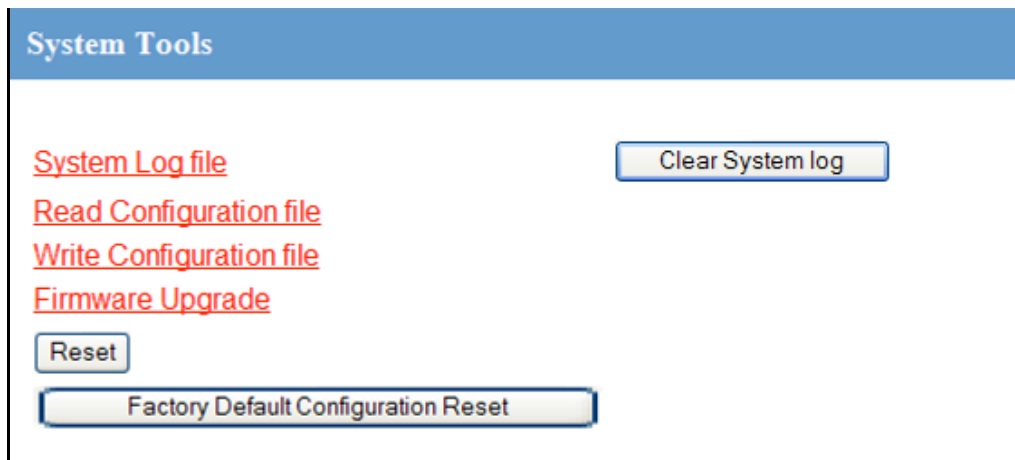 System Tools
System Log file
Clear System log
Read Configuration file
Write Configuration file
Firmware Upgrade
Reset
Factory Default Configuration Reset